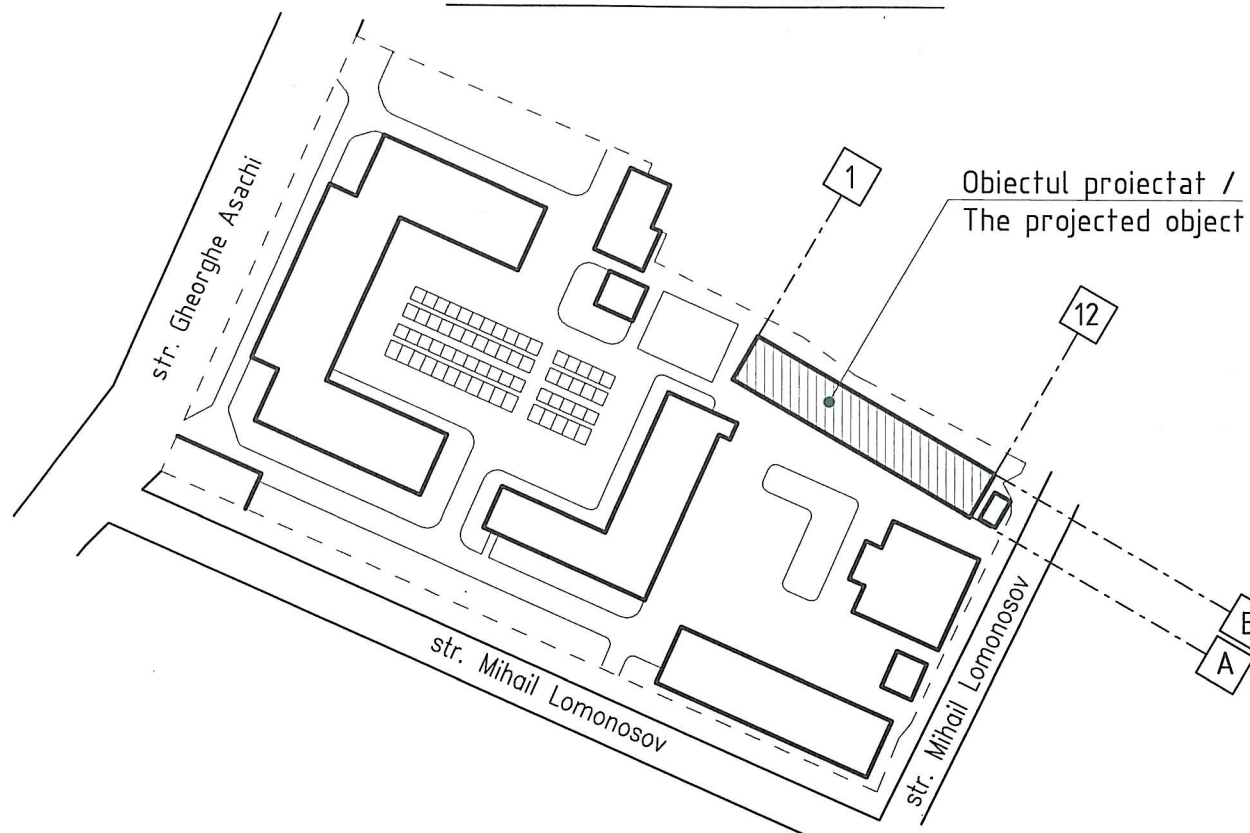 1
Obiectul proiectat /
The projected object
str. Gheorghe Asachi
12
str. Mihail Lomonosov
A
str. Mihail Lomonosov